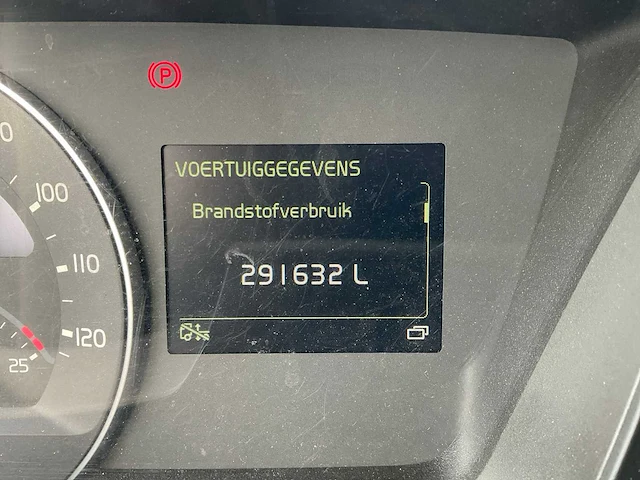 P
VOERTUIGGEGEVENS
Brandstofverbruik
100
291632 L
110
120
25